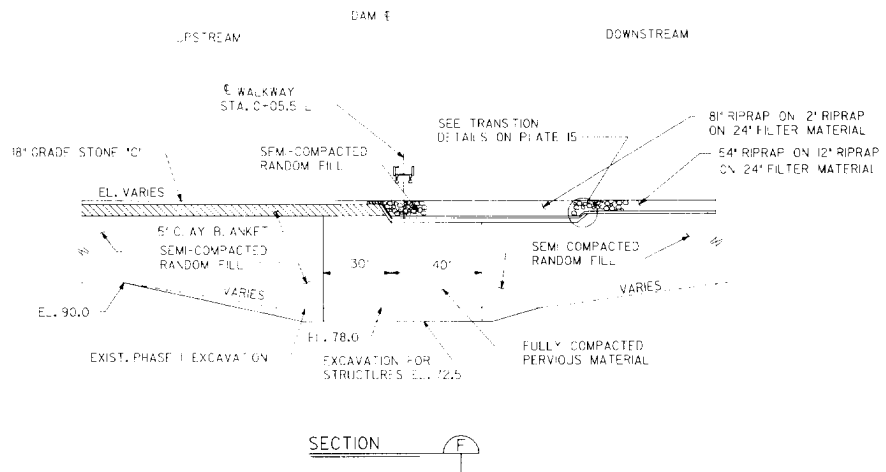 DAM ℄
UPSTREAM
DOWNSTREAM
℄ WALKWAY
STA. 0+05.5
SEE TRANSITION
DETAILS ON PLATE 15
81" RIPRAP ON 2" RIPRAP
ON 24" FILTER MATERIAL
18" GRADE STONE "C"
SEMI-COMPACTED
RANDOM FILL
54" RIPRAP ON 12" RIPRAP
ON 24" FILTER MATERIAL
EL. VARIES
5' CLAY BLANKET
SEMI-COMPACTED
RANDOM FILL
SEMI COMPACTED
RANDOM FILL
30'
40'
VARIES
VARIES
EL. 90.0
EL. 78.0
EXIST. PHASE I EXCAVATION
EXCAVATION FOR
STRUCTURES EL. 72.5
FULLY COMPACTED
PERVIOUS MATERIAL
SECTION F